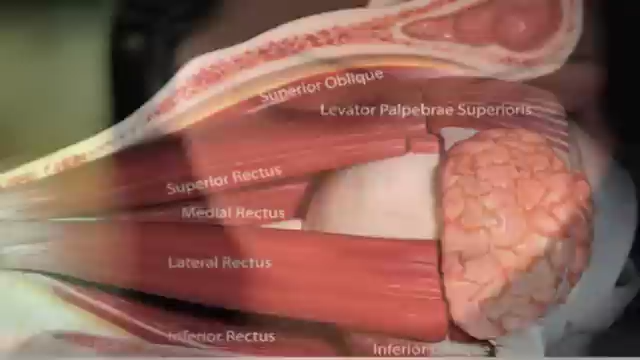 Superior Oblique
Levator Palpebrae Superioris
Superior Rectus
Medial Rectus
Lateral Rectus
Inferior Rectus
Inferior